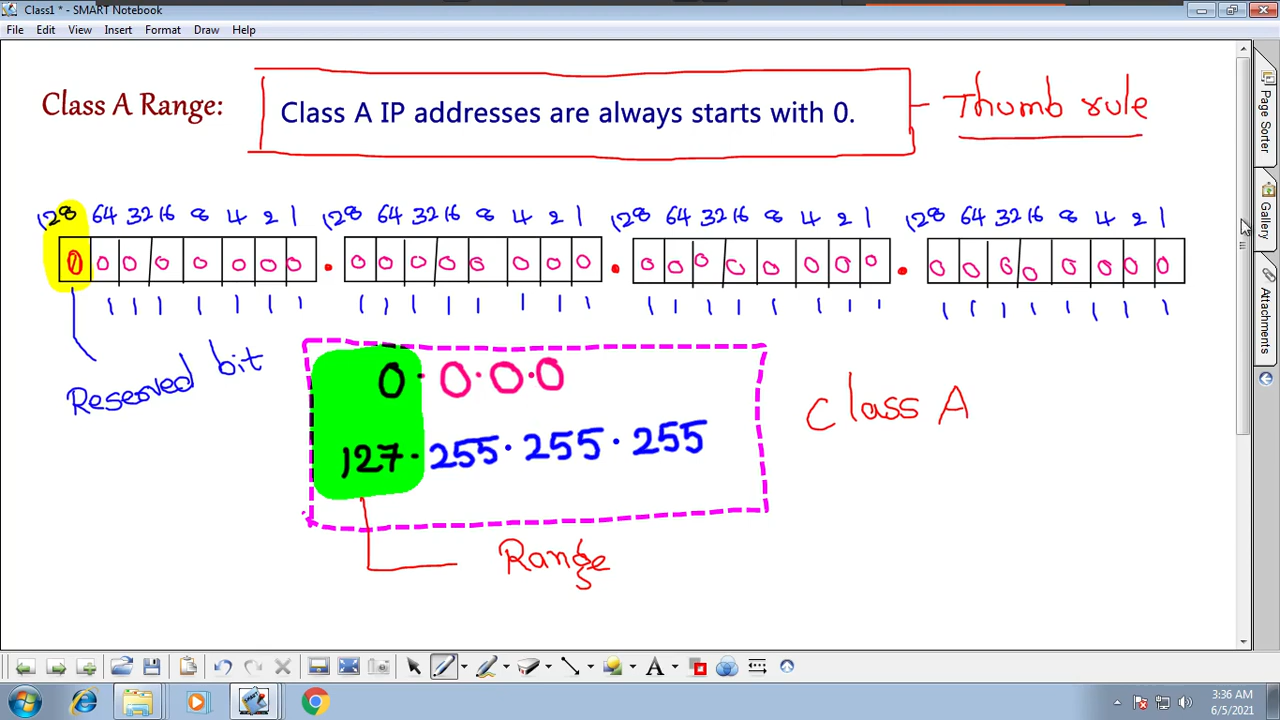 Class1 * - SMART Notebook
File Edit View Insert Format Draw Help
Class A Range: Class A IP addresses are always starts with 0. Thumb rule
128 64 32 16 8 4 2 1 128 64 32 16 8 4 2 1 128 64 32 16 8 4 2 1 128 64 32 16 8 4 2 1
0 0 0 0 0 0 0 0 . 0 0 0 0 0 0 0 0 . 0 0 0 0 0 0 0 0 . 0 0 0 0 0 0 0 0
1 1 1 1 1 1 1 1 1 1 1 1 1 1 1 1 1 1 1 1 1 1 1 1 1 1 1 1 1 1
Reserved bit
0.0.0.0
127.255.255.255
Class A
Range
Page Sorter
Gallery
Attachments
3:36 AM
6/5/2021